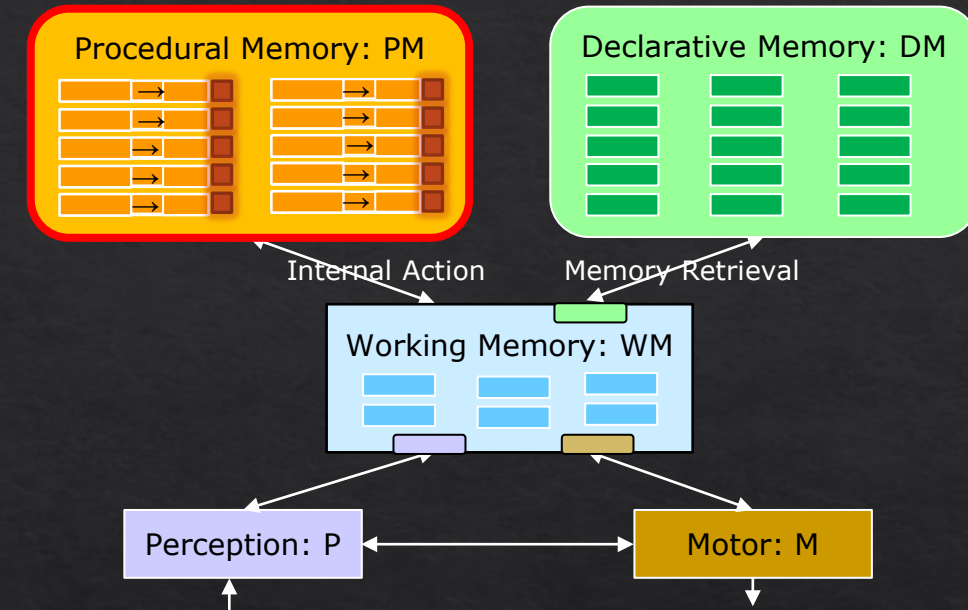 Procedural Memory: PM
Declarative Memory: DM
→ →
→ →
→ →
→ →
→ →
Internal Action
Memory Retrieval
Working Memory: WM
Perception: P
Motor: M